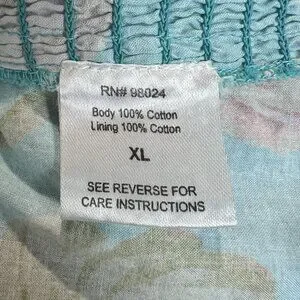 RN# 98024
Body 100% Cotton
Lining 100% Cotton
XL
SEE REVERSE FOR
CARE INSTRUCTIONS